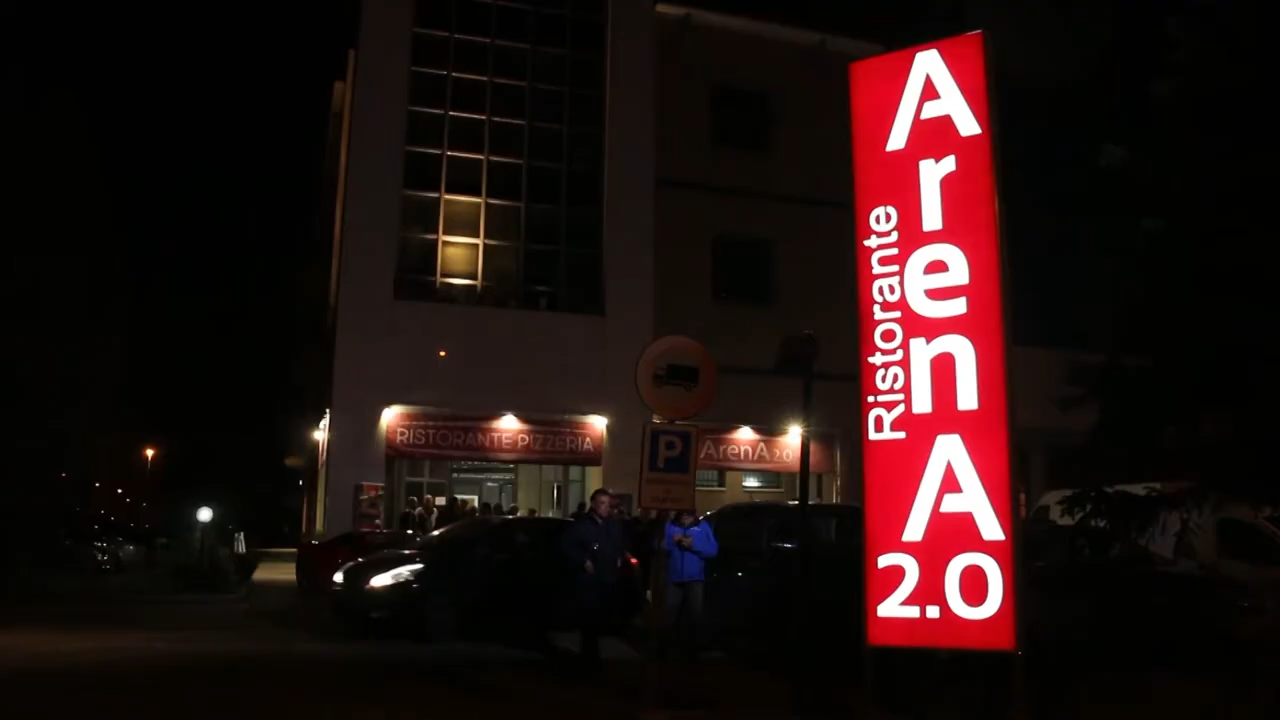 RISTORANTE PIZZERIA
P
ArenA 2.0
Ristorante
ArenA
2.0